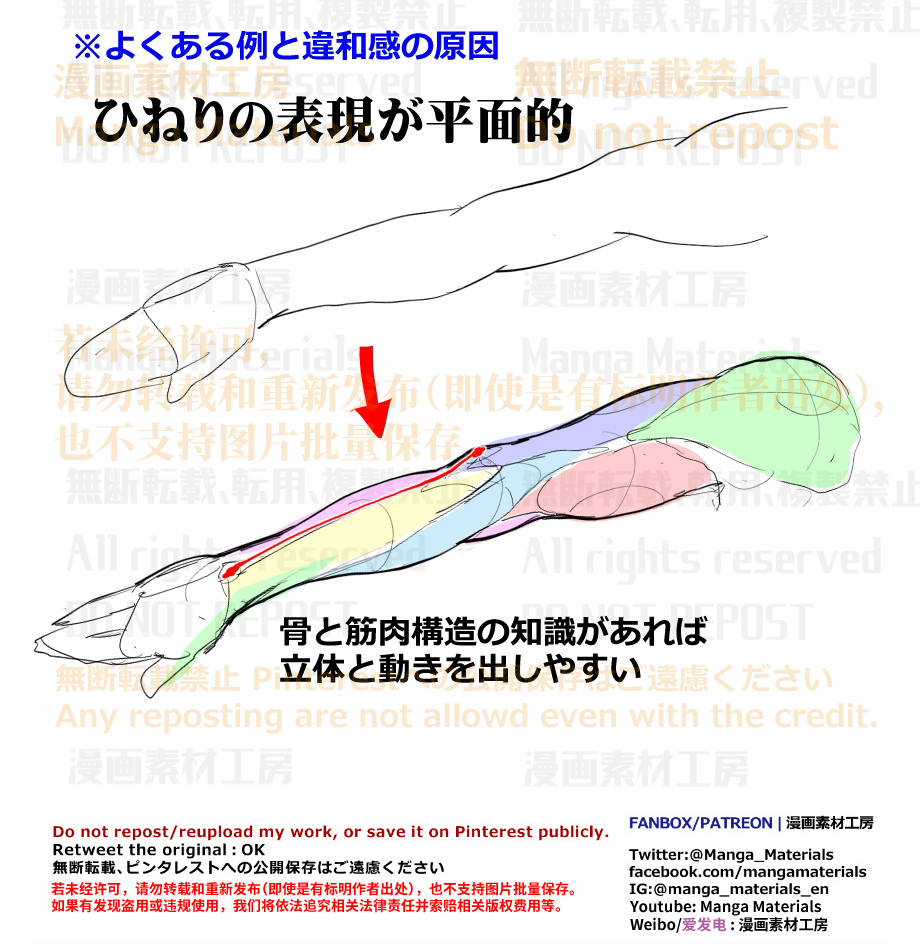 ※よくある例と違和感の原因
無断転載、転用、複製禁止
漫画素材工房
無断転載禁止
All rights reserved
ひねりの表現が平面的
Manga Materials
Do not repost
DO NOT REPOST
DO NOT REPOST
漫画素材工房
漫画素材工房
若未经许可,
Manga Materials
Manga Materials
请勿转载和重新发布(即使是有标明作者出处),
也不支持图片批量保存
無断転載、転用、複製禁止
無断転載、転用、複製禁止
All rights reserved
All rights reserved
DO NOT REPOST
DO NOT REPOST
骨と筋肉構造の知識があれば
立体と動きを出しやすい
無断転載禁止 Pinterestへの公開保存はご遠慮ください
Any reposting are not allowd even with the credit.
漫画素材工房
漫画素材工房
Do not repost/reupload my work, or save it on Pinterest publicly.
Retweet the original : OK
無断転載、ピンタレストへの公開保存はご遠慮ください
若未经许可，请勿转载和重新发布(即使是有标明作者出处)，也不支持图片批量保存。
如果有发现盗用或违规使用，我们将依法追究相关法律责任并索赔相关版权费用等。
FANBOX/PATREON | 漫画素材工房
Twitter:@Manga_Materials
facebook.com/mangamaterials
IG:@manga_materials_en
Youtube: Manga Materials
Weibo/爱发电 : 漫画素材工房